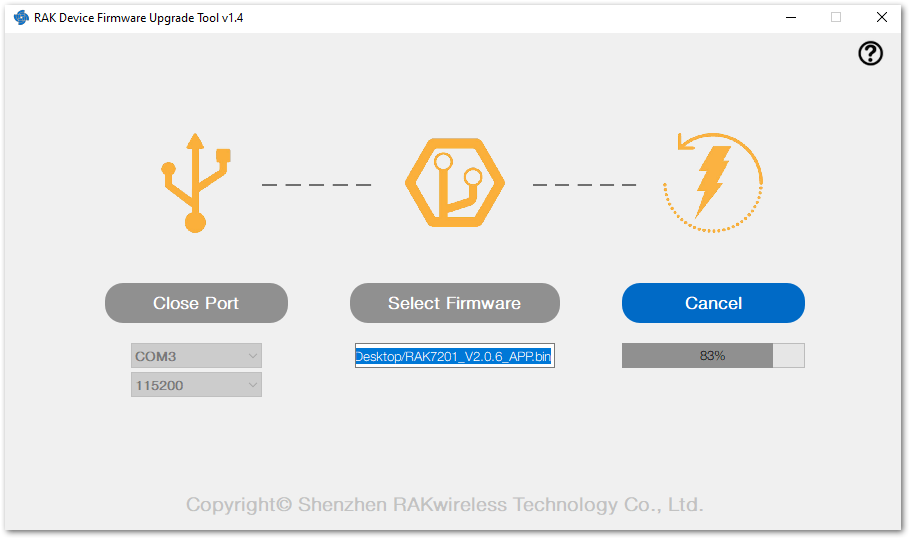 RAK Device Firmware Upgrade Tool v1.4
Close Port
Select Firmware
Cancel
COM3
Desktop/RAK7201_V2.0.6_APP.bin
83%
115200
Copyright© Shenzhen RAKwireless Technology Co., Ltd.